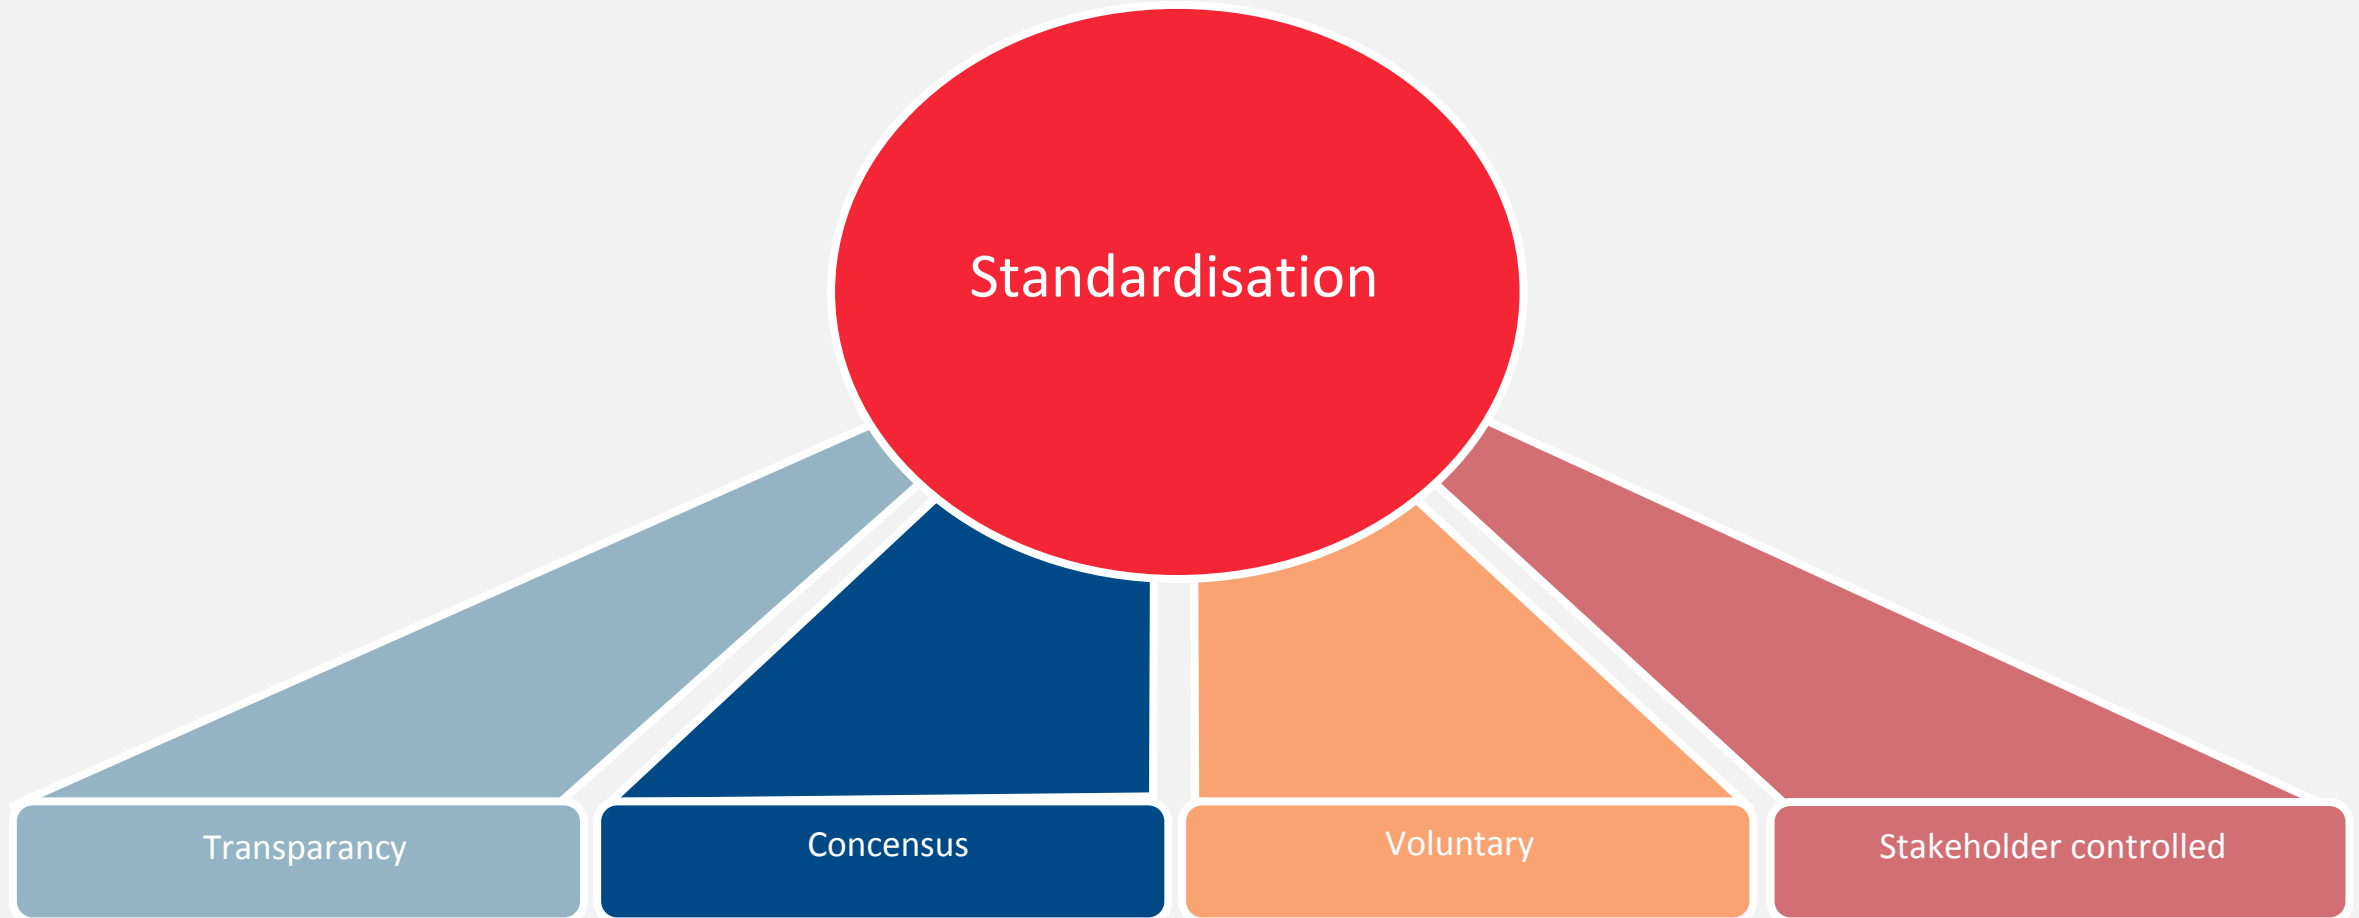 Standardisation
Transparancy
Concensus
Voluntary
Stakeholder controlled